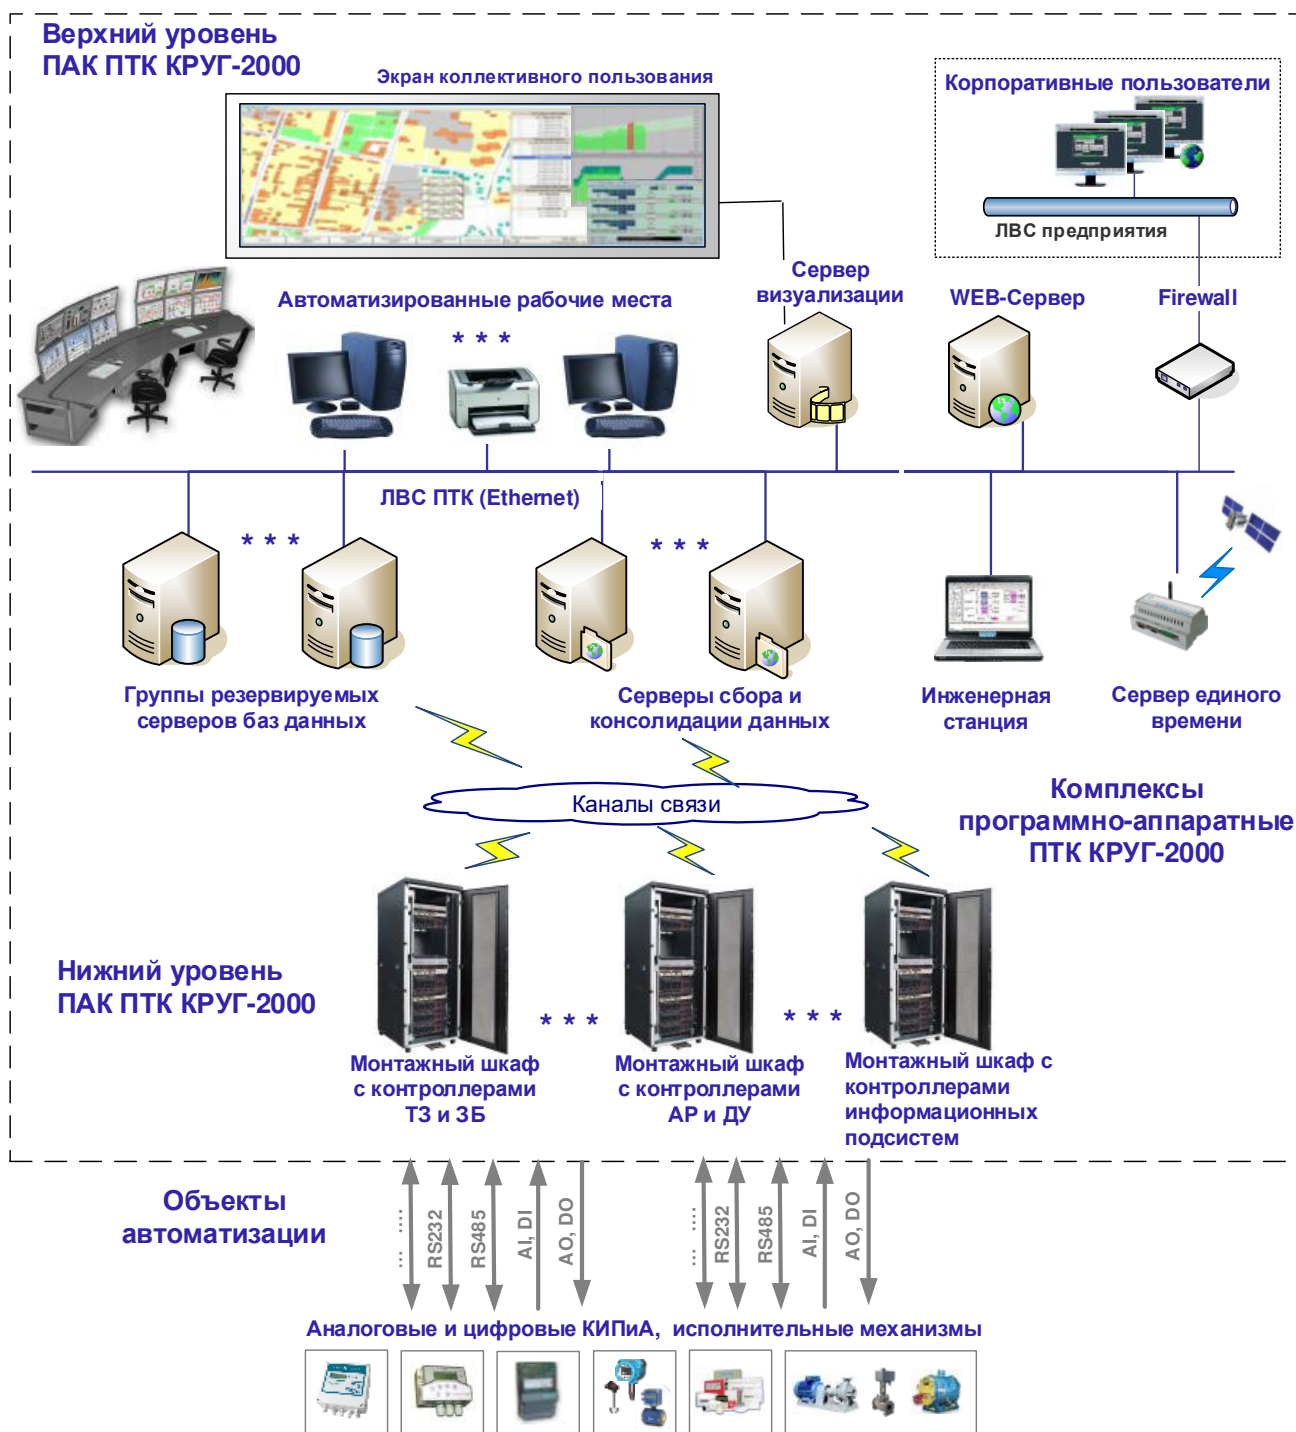 Верхний уровень
ПАК ПТК КРУГ-2000
Экран коллективного пользования
Корпоративные пользователи
ЛВС предприятия
Автоматизированные рабочие места
* * *
Сервер
визуализации
WEB-Сервер
Firewall
ЛВС ПТК (Ethernet)
* * *
* * *
Группы резервируемых
серверов баз данных
Серверы сбора и
консолидации данных
Инженерная
станция
Сервер единого
времени
Каналы связи
Комплексы
программно-аппаратные
ПТК КРУГ-2000
Нижний уровень
ПАК ПТК КРУГ-2000
* * *
* * *
Монтажный шкаф
с контроллерами
ТЗ и ЗБ
Монтажный шкаф
с контроллерами
АР и ДУ
Монтажный шкаф с
контроллерами
информационных
подсистем
Объекты
автоматизации
... ....
RS232
RS485
AI, DI
AO, DO
... ....
RS232
RS485
AI, DI
AO, DO
Аналоговые и цифровые КИПиА, исполнительные механизмы